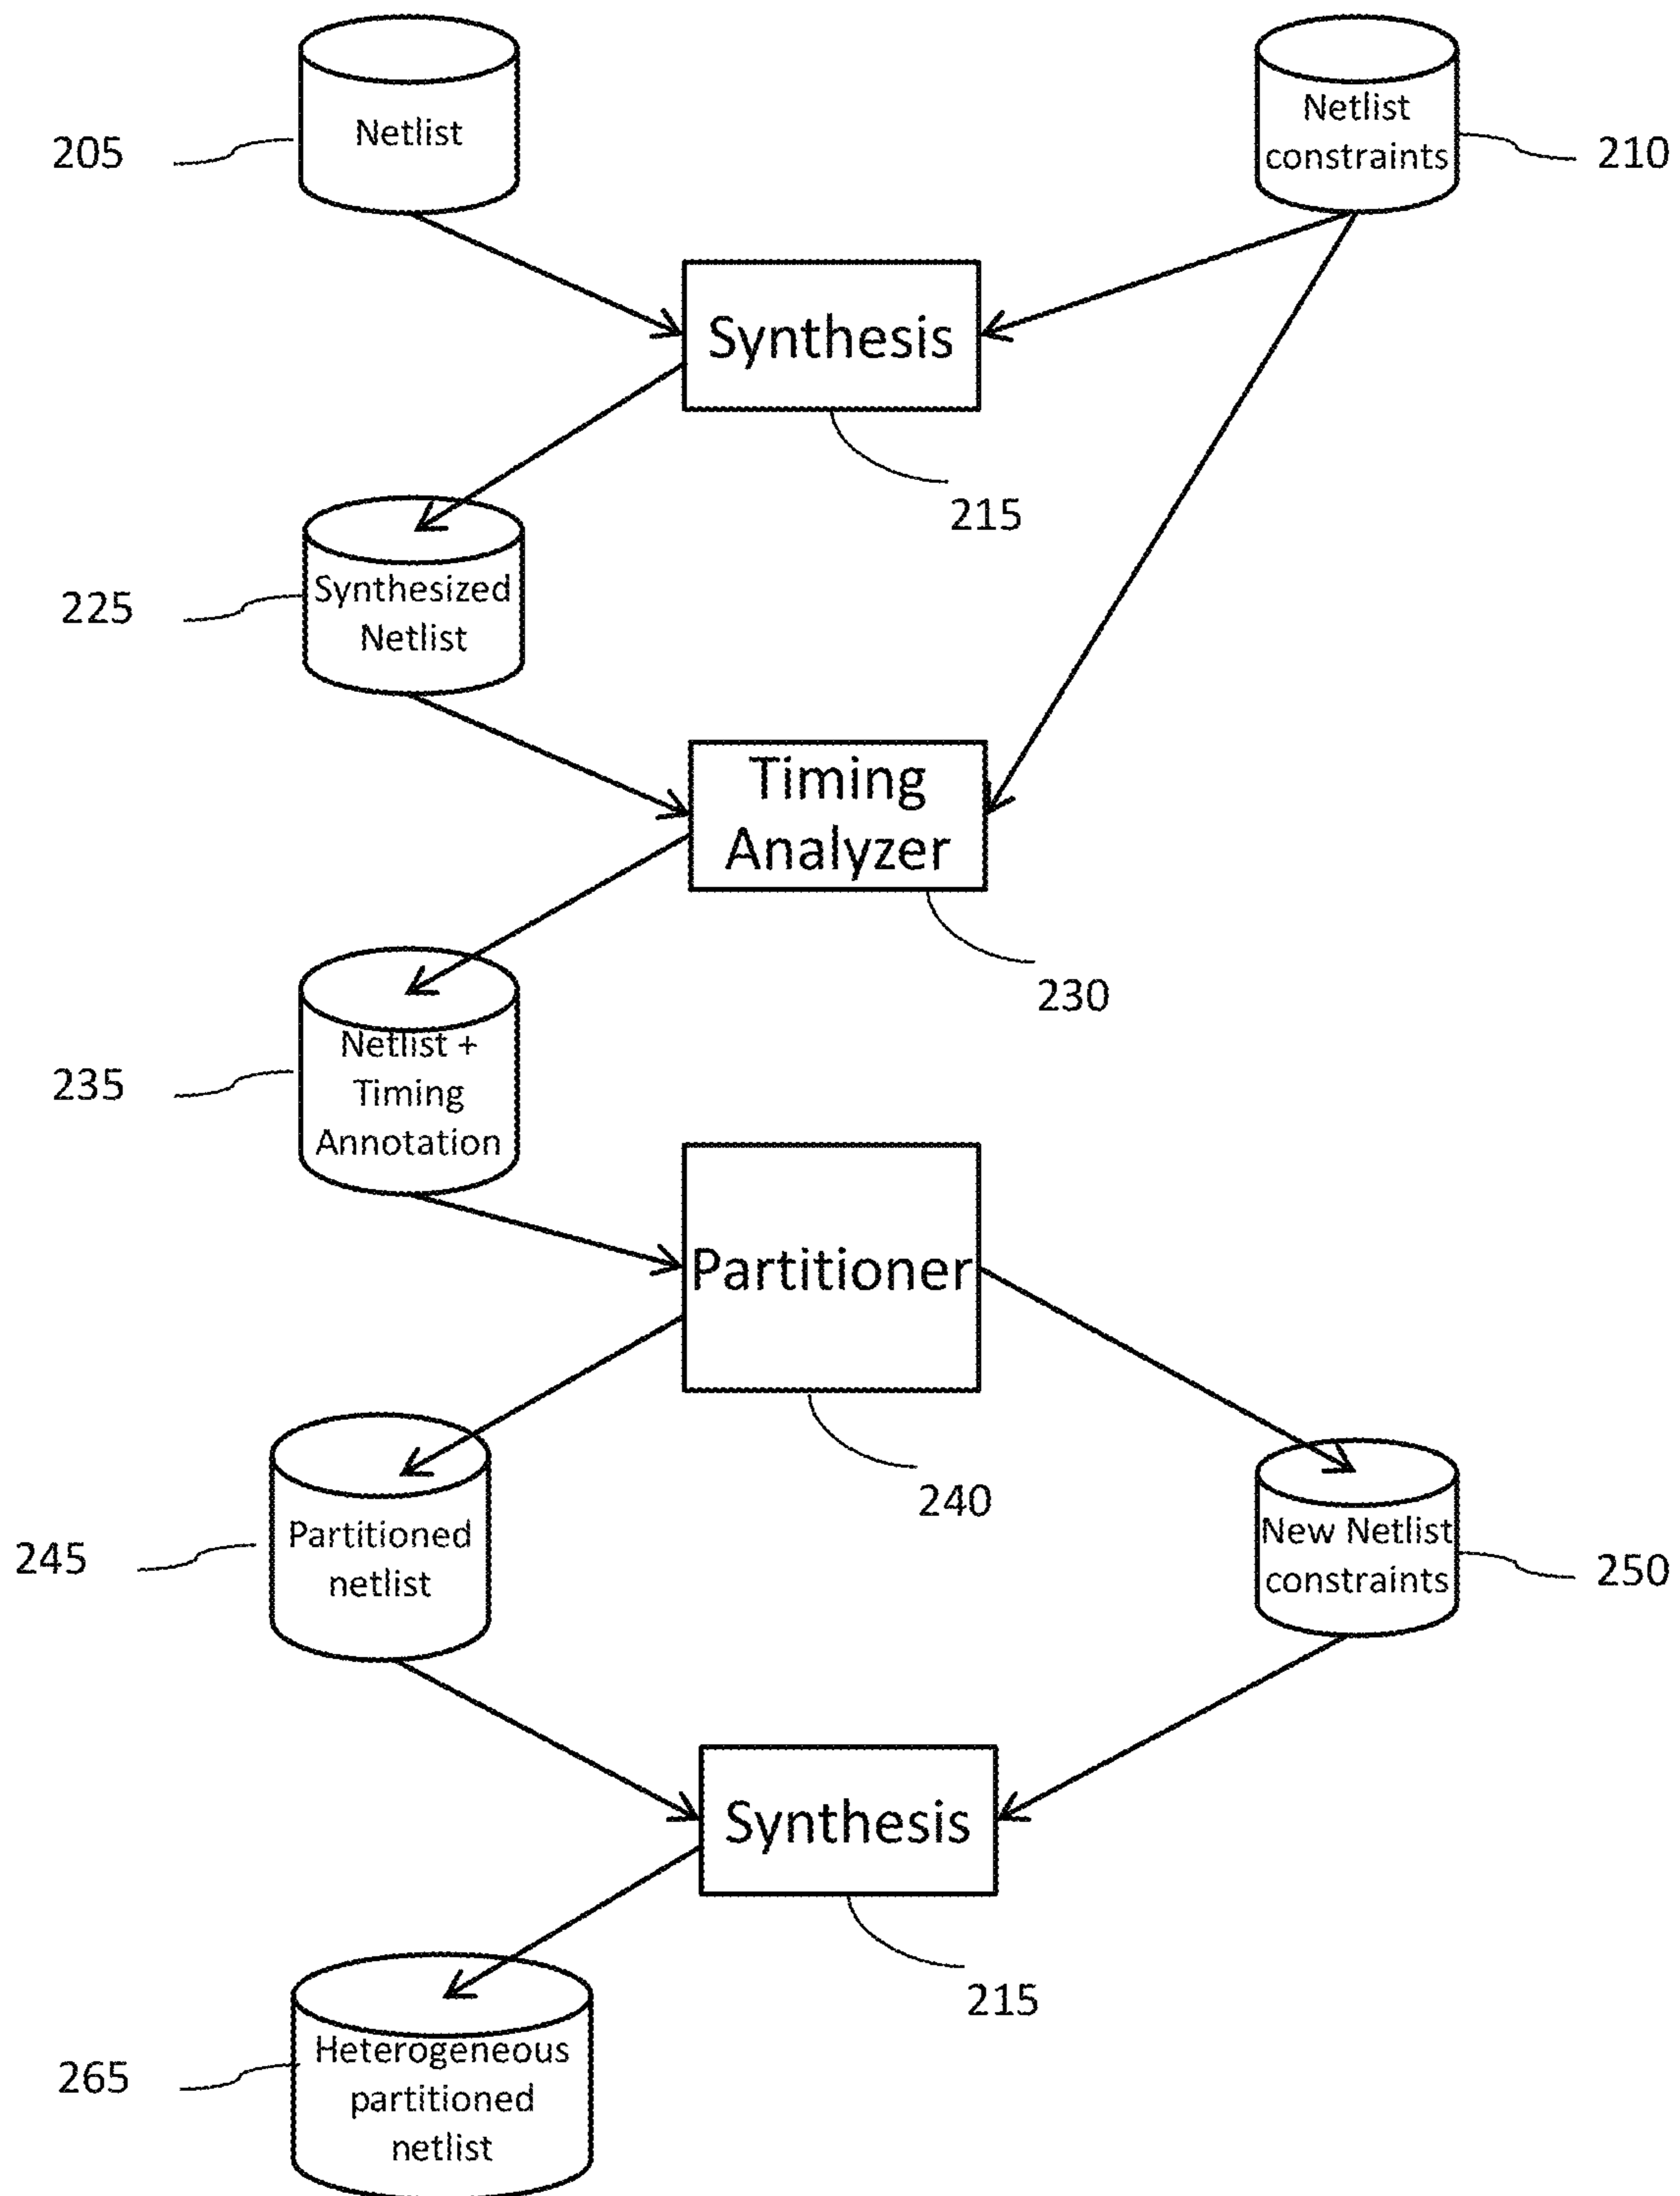 Netlist
205
Netlist
constraints
210
Synthesis
215
Synthesized
Netlist
225
Timing
Analyzer
230
Netlist +
Timing
Annotation
235
Partitioner
240
Partitioned
netlist
245
New Netlist
constraints
250
Synthesis
215
Heterogeneous
partitioned
netlist
265